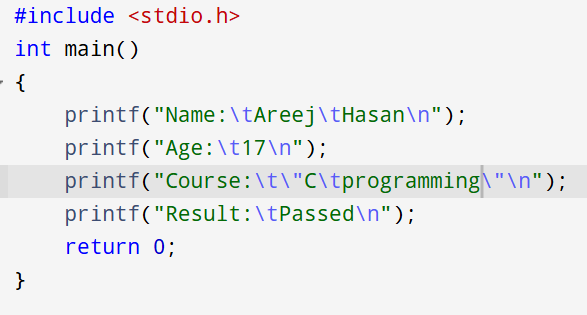 #include <stdio.h>
int main()
{
    printf("Name:\tAreej\tHasan\n");
    printf("Age:\t17\n");
    printf("Course:\t\"C\tprogramming\"\n");
    printf("Result:\tPassed\n");
    return 0;
}